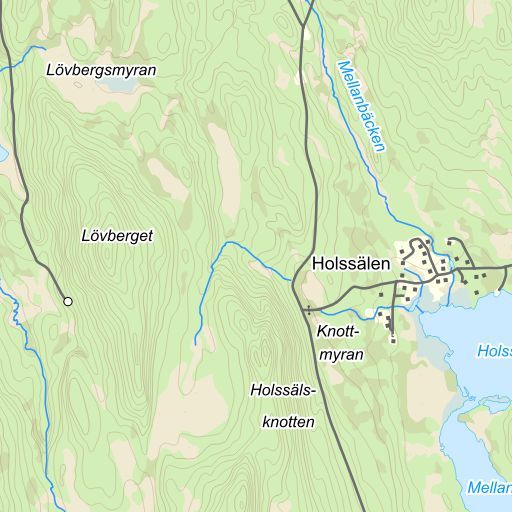 Lövbergsmyran
Mellanbäcken
Lövberget
Holssälen
Knott-
myran
Holss
Holssäls-
knotten
Mellan